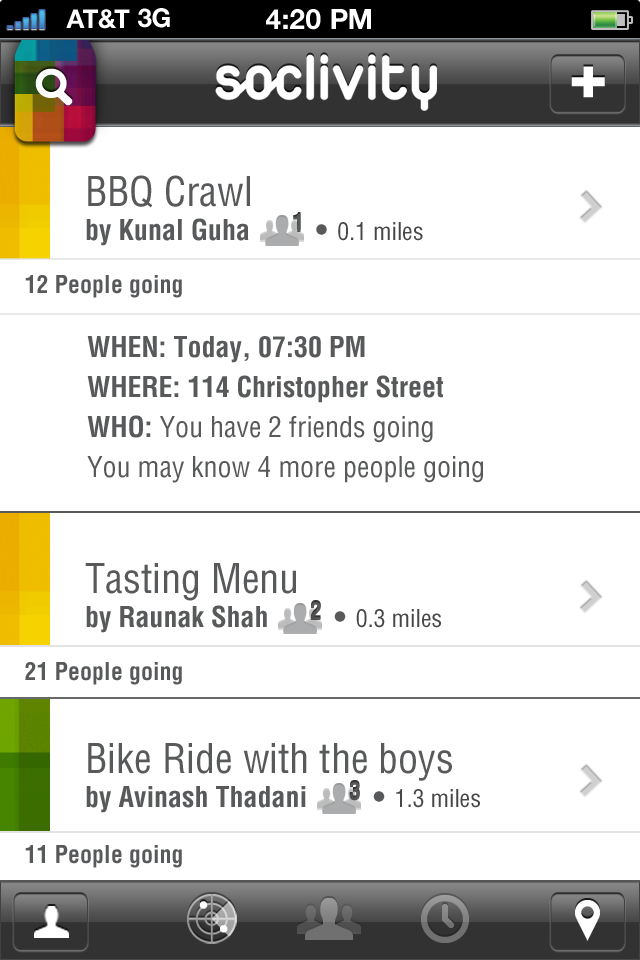 AT&T 3G 4:20 PM
soclivity
BBQ Crawl
by Kunal Guha 1 • 0.1 miles
12 People going
WHEN: Today, 07:30 PM
WHERE: 114 Christopher Street
WHO: You have 2 friends going
You may know 4 more people going
Tasting Menu
by Raunak Shah 2 • 0.3 miles
21 People going
Bike Ride with the boys
by Avinash Thadani 3 • 1.3 miles
11 People going